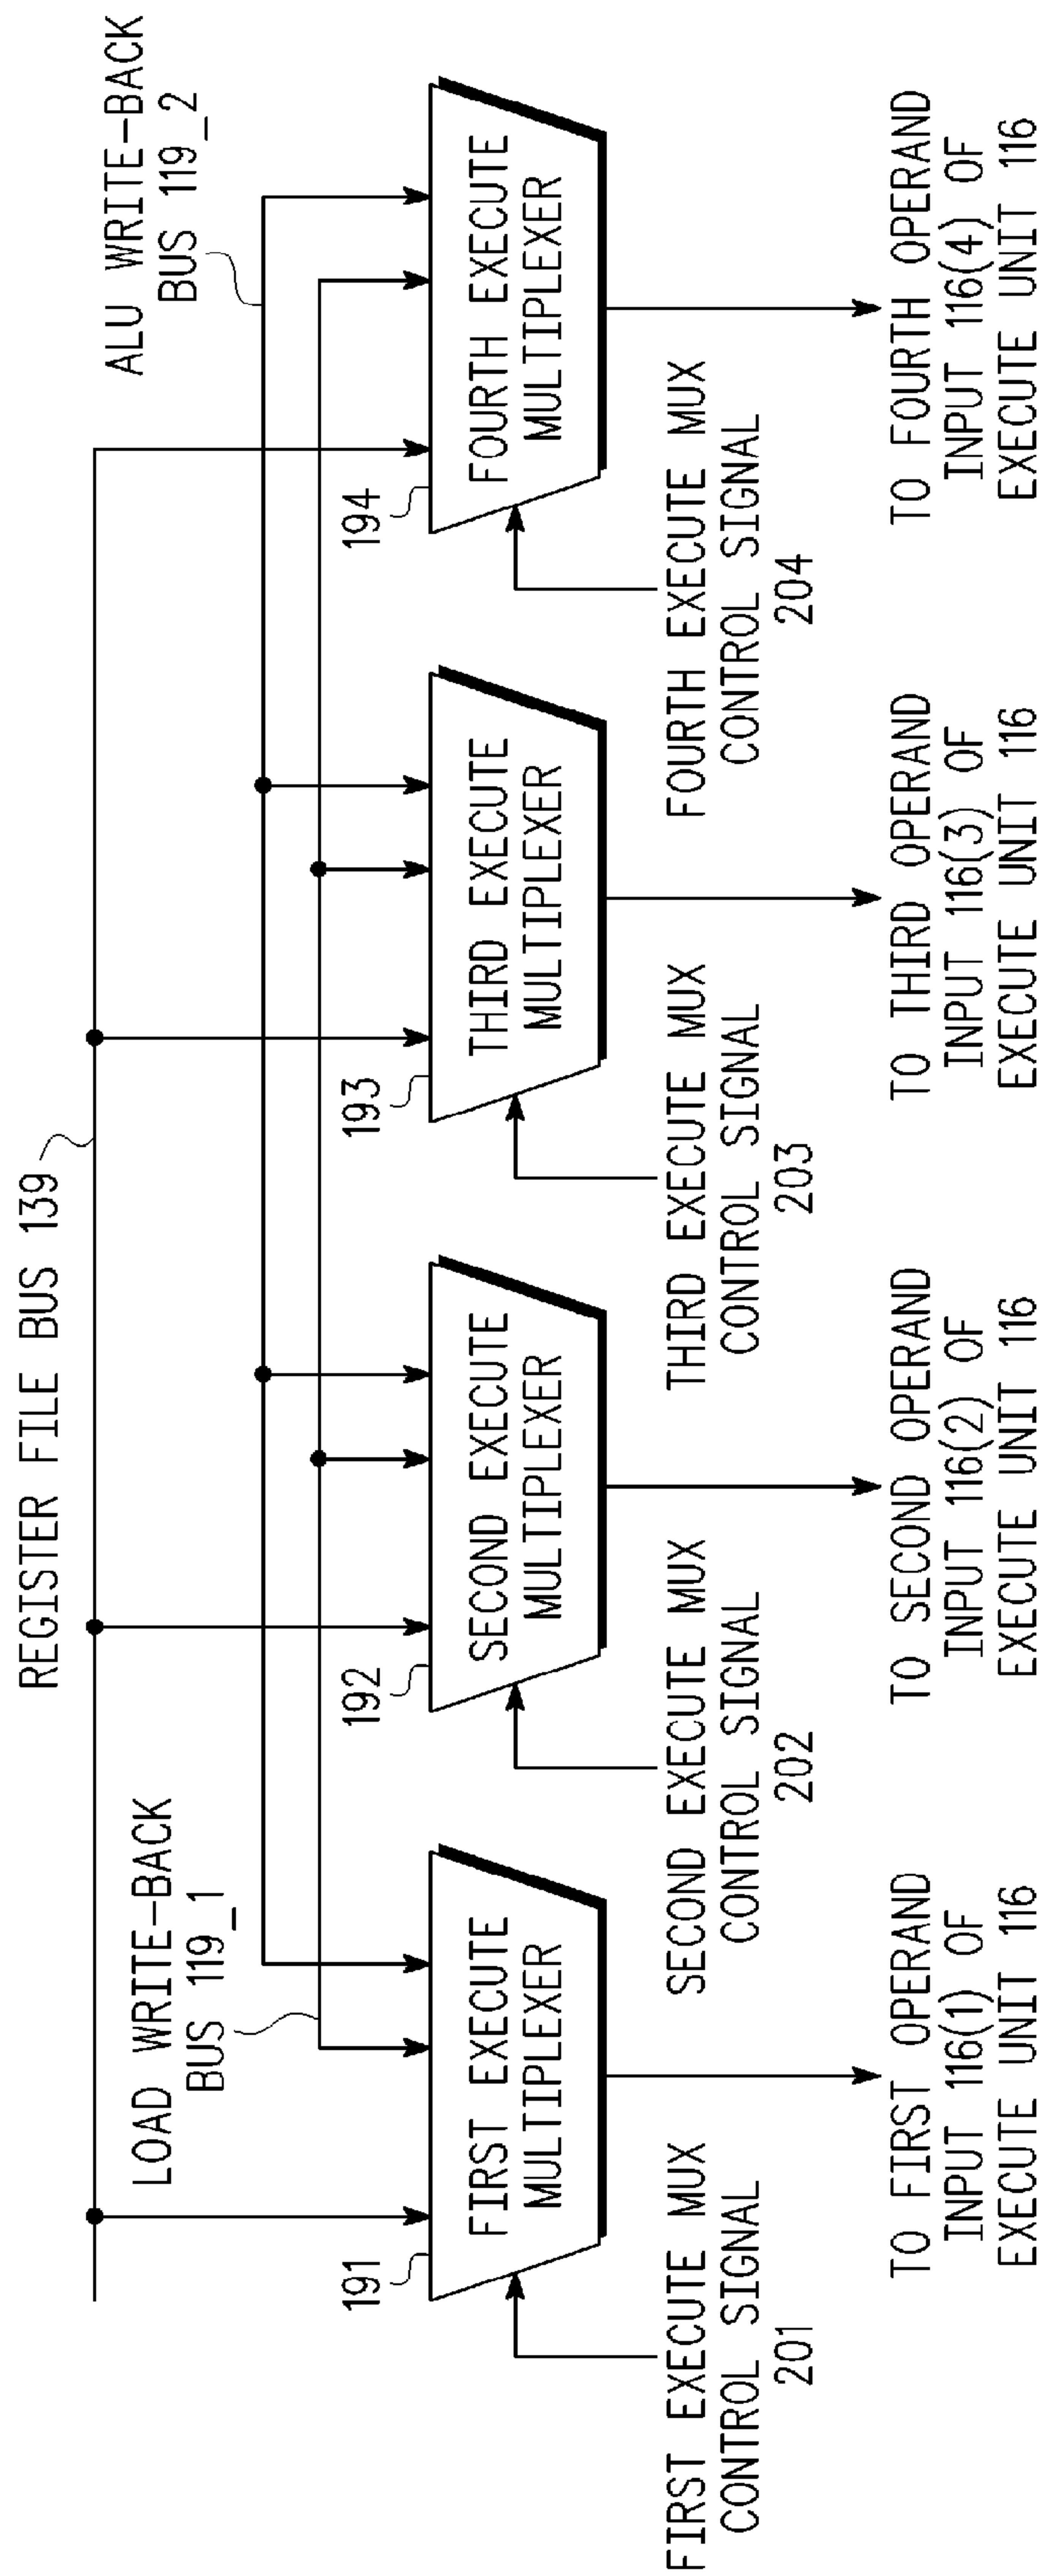 REGISTER FILE BUS 139
LOAD WRITE-BACK
BUS 119_1
ALU WRITE-BACK
BUS 119_2
191
FIRST EXECUTE
MULTIPLEXER
192
SECOND EXECUTE
MULTIPLEXER
193
THIRD EXECUTE
MULTIPLEXER
194
FOURTH EXECUTE
MULTIPLEXER
FIRST EXECUTE MUX
CONTROL SIGNAL
201
SECOND EXECUTE MUX
CONTROL SIGNAL
202
THIRD EXECUTE MUX
CONTROL SIGNAL
203
FOURTH EXECUTE MUX
CONTROL SIGNAL
204
TO FIRST OPERAND
INPUT 116(1) OF
EXECUTE UNIT 116
TO SECOND OPERAND
INPUT 116(2) OF
EXECUTE UNIT 116
TO THIRD OPERAND
INPUT 116(3) OF
EXECUTE UNIT 116
TO FOURTH OPERAND
INPUT 116(4) OF
EXECUTE UNIT 116